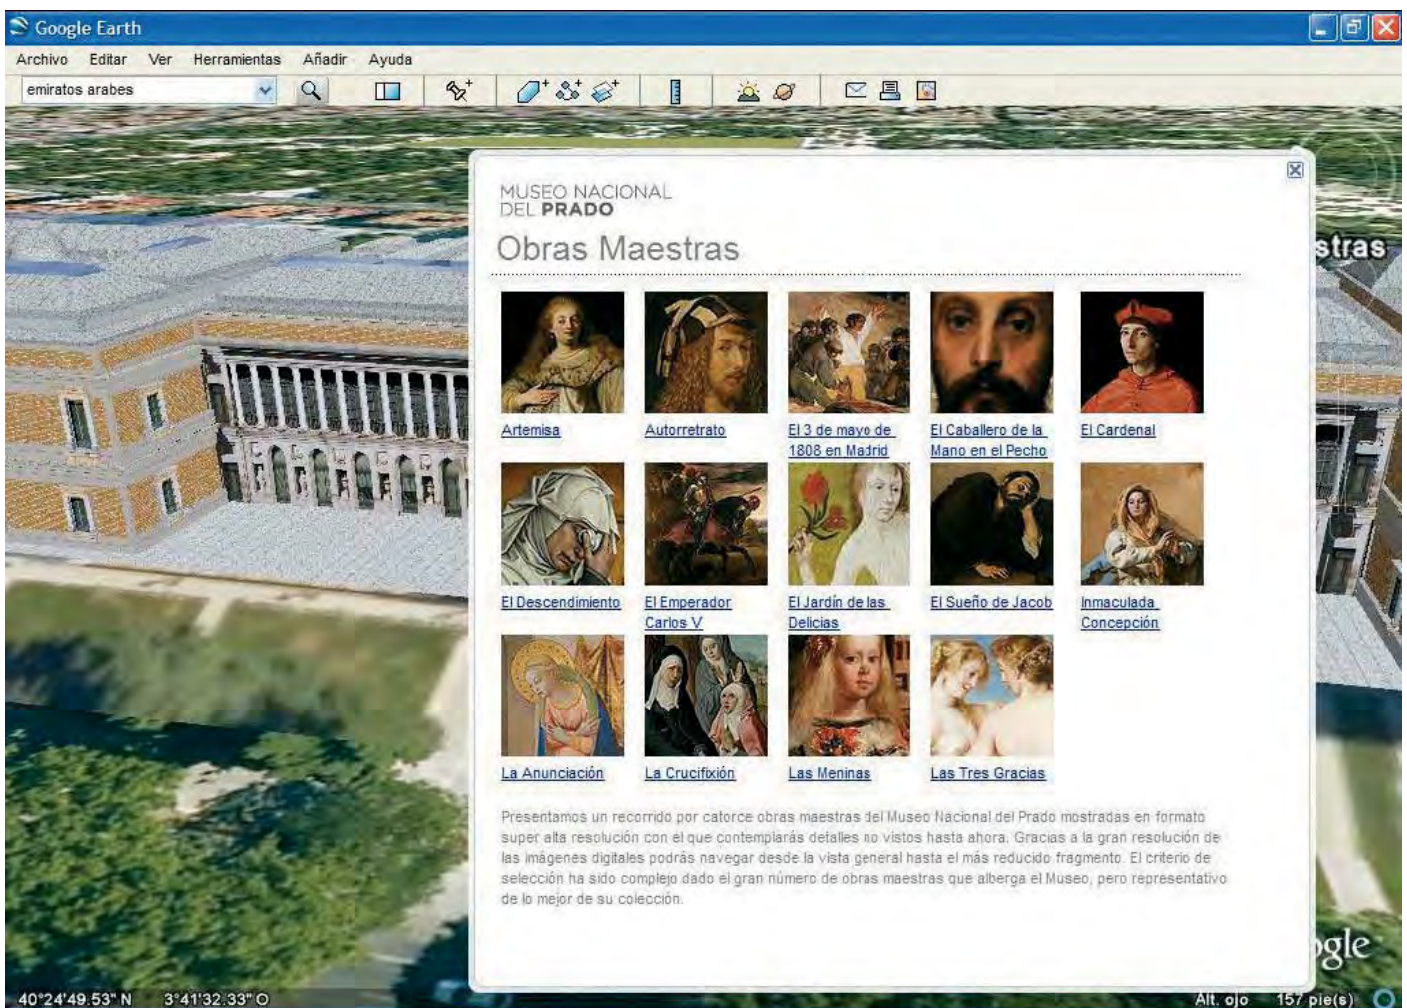 Google Earth
Archivo Editar Ver Herramientas Añadir Ayuda
emiratos arabes
MUSEO NACIONAL
DEL PRADO
Obras Maestras
stras
Artemisa
Autorretrato
El 3 de mayo de
1808 en Madrid
El Caballero de la
Mano en el Pecho
El Cardenal
El Descendimiento
El Emperador
Carlos V
El Jardín de las
Delicias
El Sueño de Jacob
Inmaculada
Concepción
La Anunciación
La Crucifixión
Las Meninas
Las Tres Gracias
Presentamos un recorrido por catorce obras maestras del Museo Nacional del Prado mostradas en formato
super alta resolución con el que contemplarás detalles no vistos hasta ahora. Gracias a la gran resolución de
las imágenes digitales podrás navegar desde la vista general hasta el más reducido fragmento. El criterio de
selección ha sido complejo dado el gran número de obras maestras que alberga el Museo, pero representativo
de lo mejor de su colección.
ogle
40°24'49.53" N 3°41'32.33" O
Alt. ojo 157 pie(s)